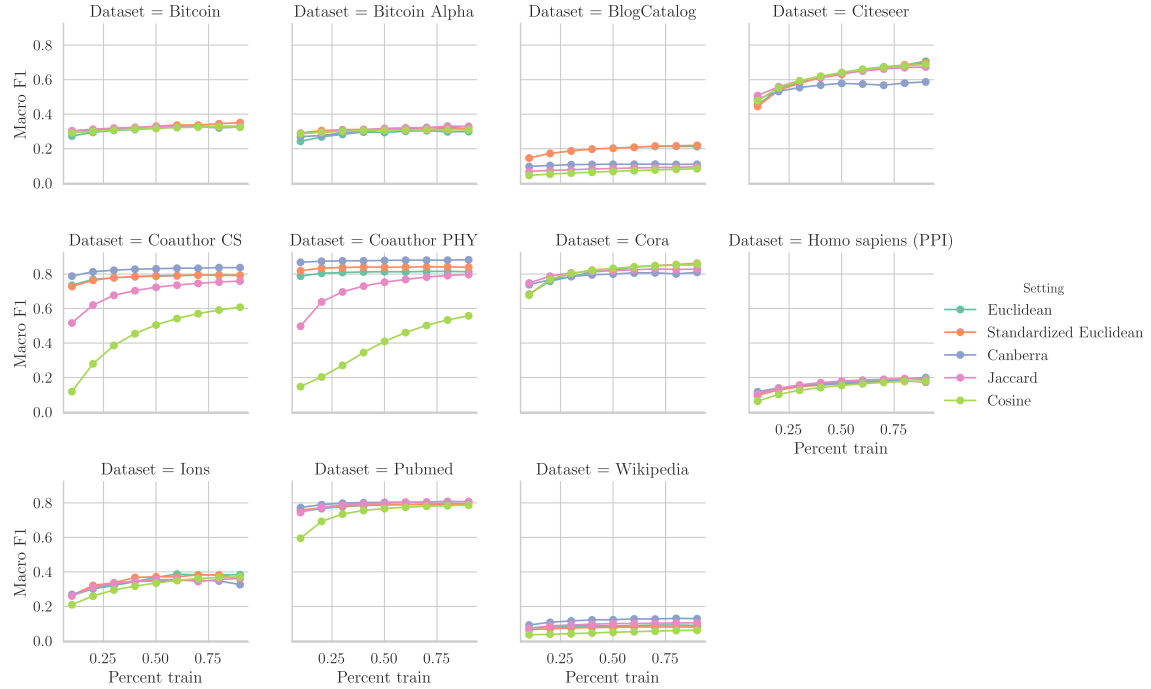 Dataset = Bitcoin
Dataset = Bitcoin Alpha
Dataset = BlogCatalog
Dataset = Citeseer
Macro F1
0.8
0.6
0.4
0.2
0.0
Dataset = Coauthor CS
Dataset = Coauthor PHY
Dataset = Cora
Dataset = Homo sapiens (PPI)
Macro F1
0.8
0.6
0.4
0.2
0.0
0.25 0.50 0.75
Percent train
Setting
Euclidean
Standardized Euclidean
Canberra
Jaccard
Cosine
Dataset = Ions
Dataset = Pubmed
Dataset = Wikipedia
Macro F1
0.8
0.6
0.4
0.2
0.0
0.25 0.50 0.75
Percent train
0.25 0.50 0.75
Percent train
0.25 0.50 0.75
Percent train